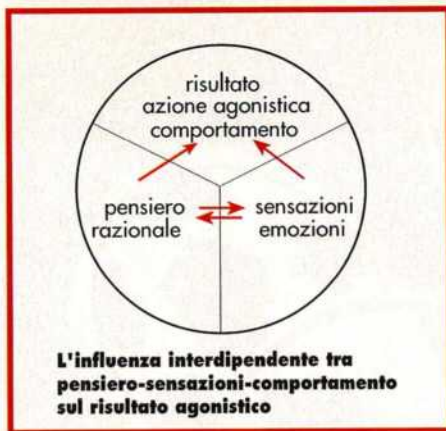 risultato
azione agonistica
comportamento
pensiero sensazioni
razionale emozioni
L'influenza interdipendente tra
pensiero-sensazioni-comportamento
sul risultato agonistico